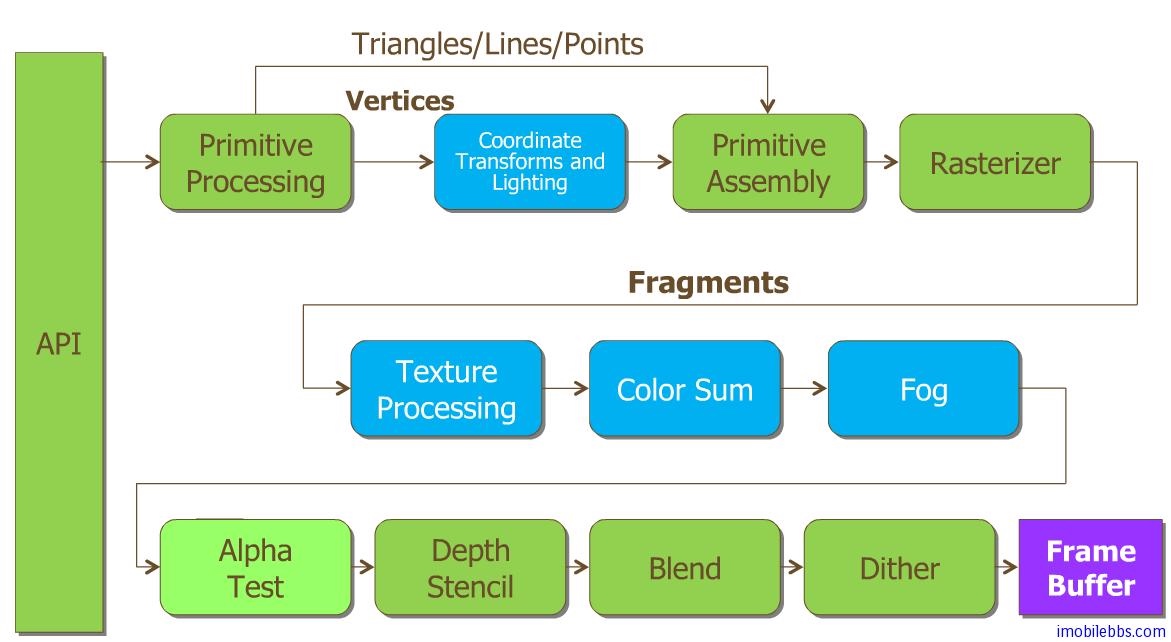 Triangles/Lines/Points
Vertices
API
Primitive
Processing
Coordinate
Transforms and
Lighting
Primitive
Assembly
Rasterizer
Fragments
Texture
Processing
Color Sum
Fog
Alpha
Test
Depth
Stencil
Blend
Dither
Frame
Buffer
imobilebbs.com